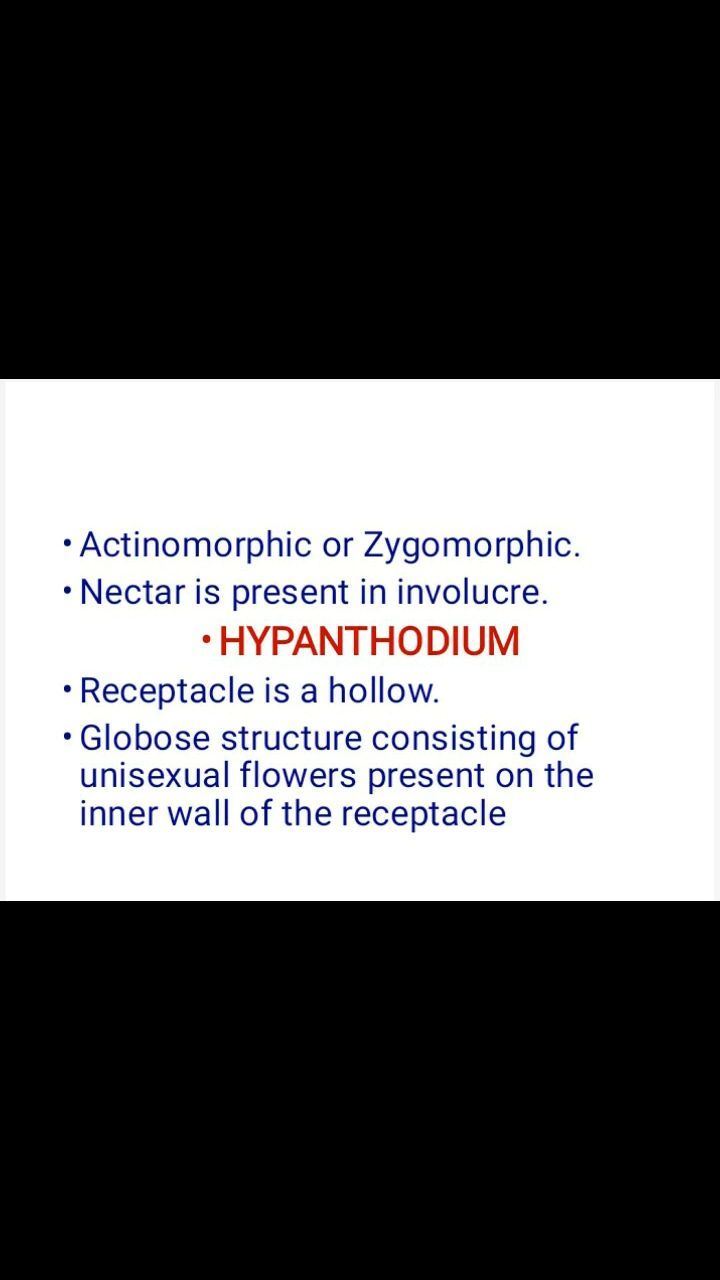 • Actinomorphic or Zygomorphic.
• Nectar is present in involucre.
• HYPANTHODIUM
• Receptacle is a hollow.
• Globose structure consisting of
unisexual flowers present on the
inner wall of the receptacle